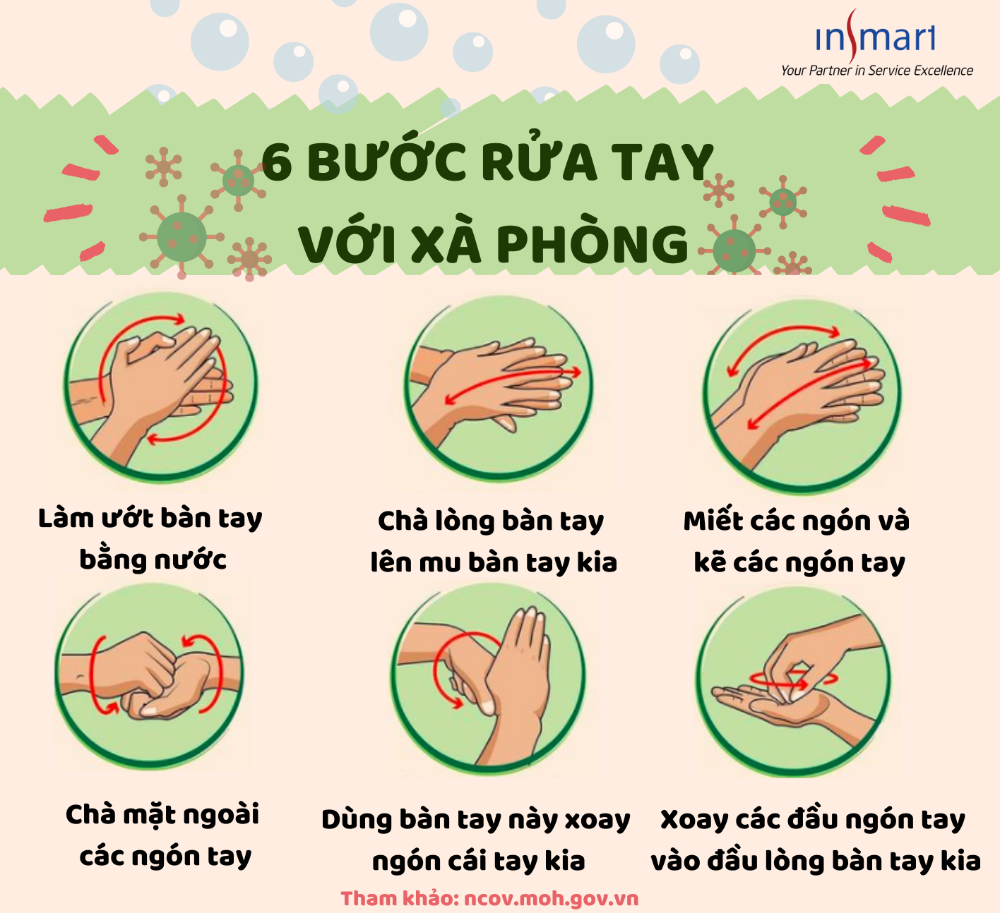 insmart
Your Partner in Service Excellence
6 BƯỚC RỬA TAY
VỚI XÀ PHÒNG
Làm ướt bàn tay
bằng nước
Chà lòng bàn tay
lên mu bàn tay kia
Miết các ngón và
kẽ các ngón tay
Chà mặt ngoài
các ngón tay
Dùng bàn tay này xoay
ngón cái tay kia
Xoay các đầu ngón tay
vào đầu lòng bàn tay kia
Tham khảo: ncov.moh.gov.vn